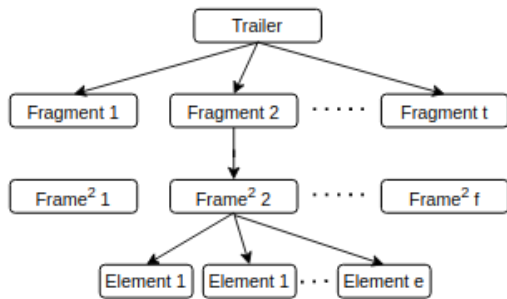 Trailer
Fragment 1 Fragment 2 ..... Fragment t
Frame² 1 Frame² 2 ..... Frame² f
Element 1 Element 1 ... Element e